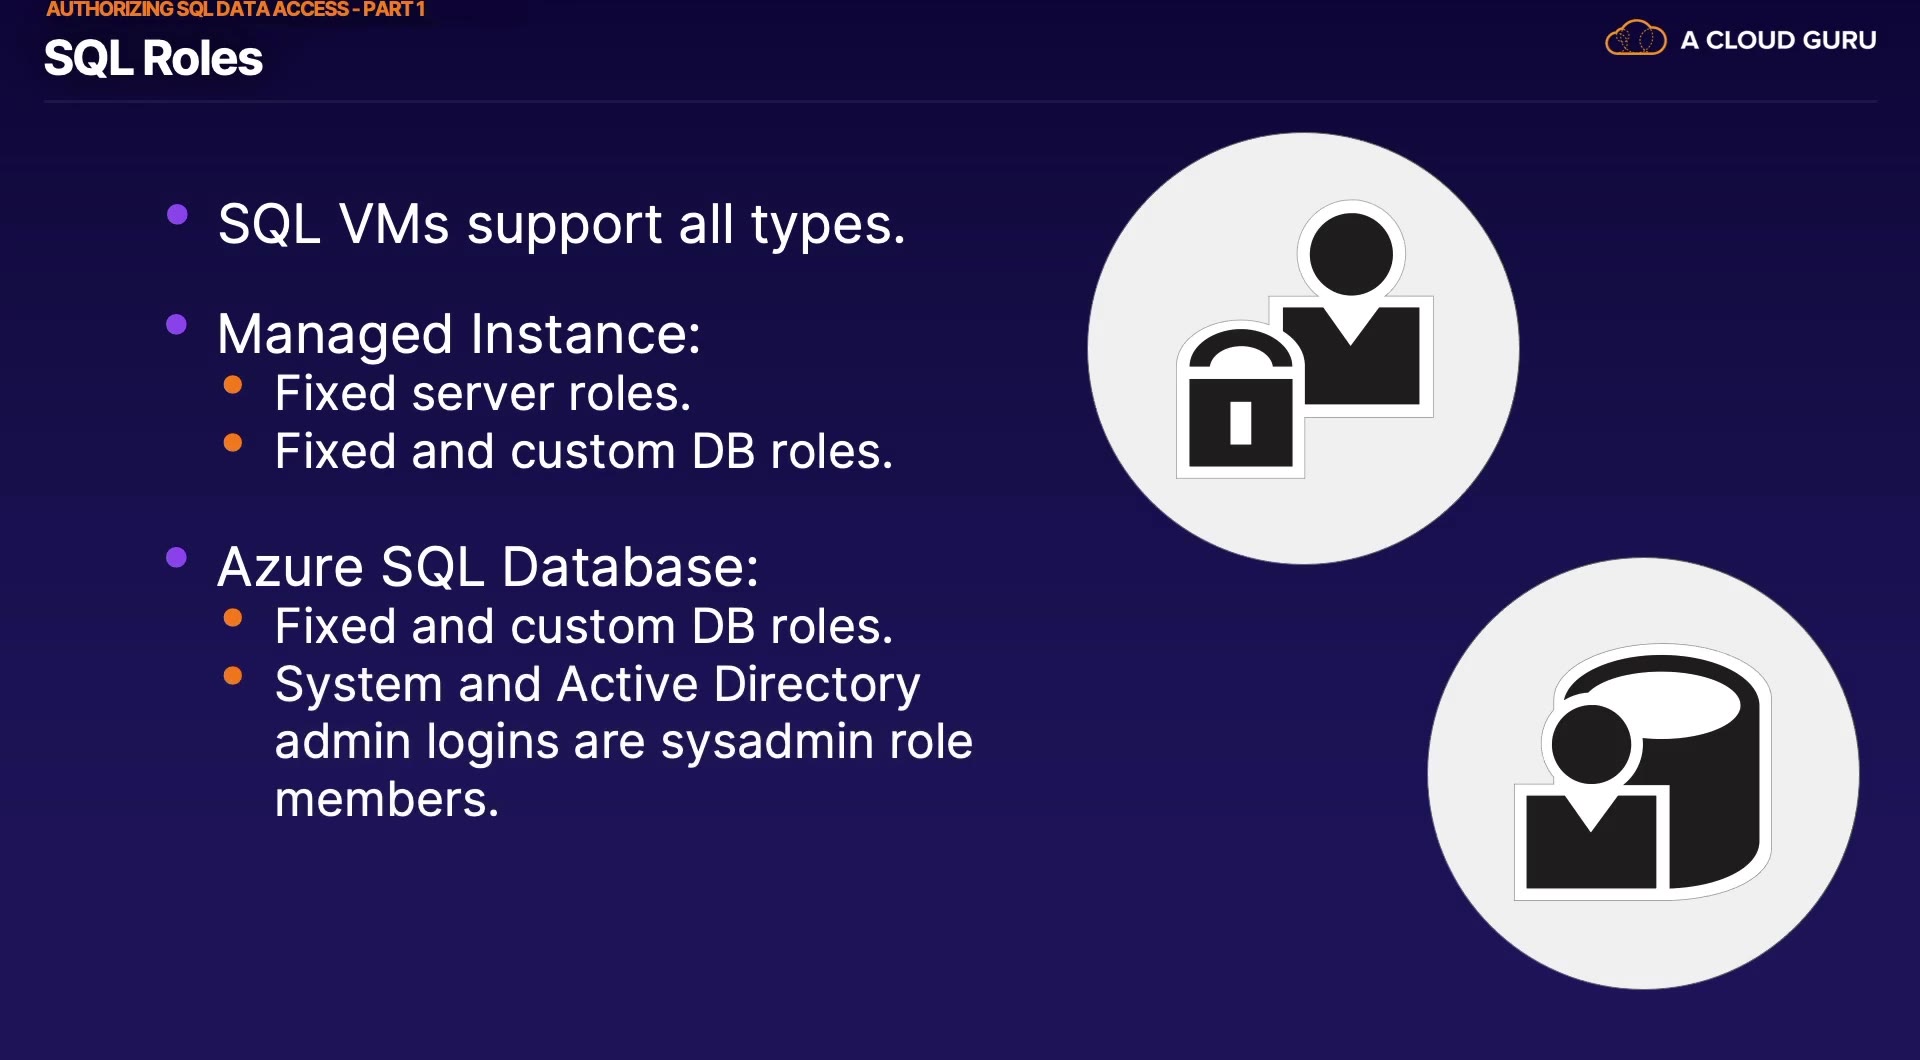 AUTHORIZING SQL DATA ACCESS - PART 1
SQL Roles
A CLOUD GURU
SQL VMs support all types.
Managed Instance:
Fixed server roles.
Fixed and custom DB roles.
Azure SQL Database:
Fixed and custom DB roles.
System and Active Directory
admin logins are sysadmin role
members.